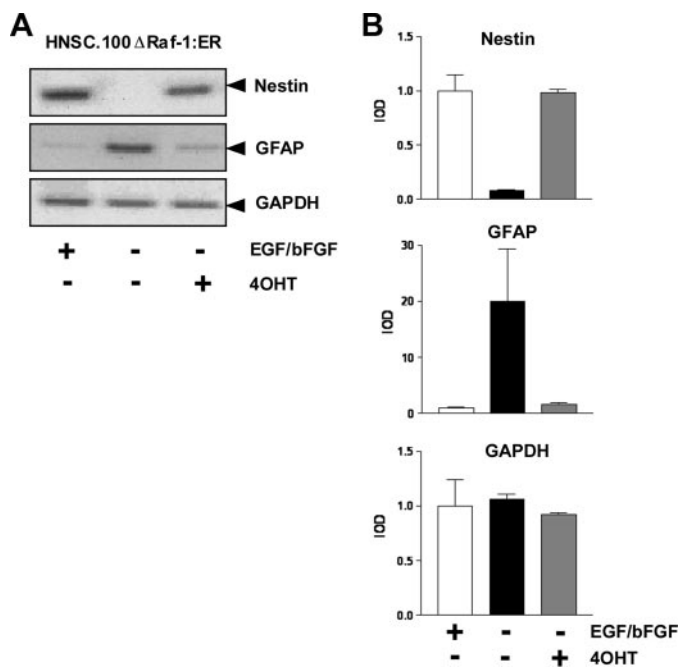 A
HNSC.100 ΔRaf-1:ER
Nestin
GFAP
GAPDH
+ - - EGF/bFGF
- - + 4OHT
B
Nestin
1.5
1.0
0.5
0.0
IOD
GFAP
30
20
10
0
IOD
GAPDH
1.5
1.0
0.5
0.0
IOD
+ - - EGF/bFGF
- - + 4OHT